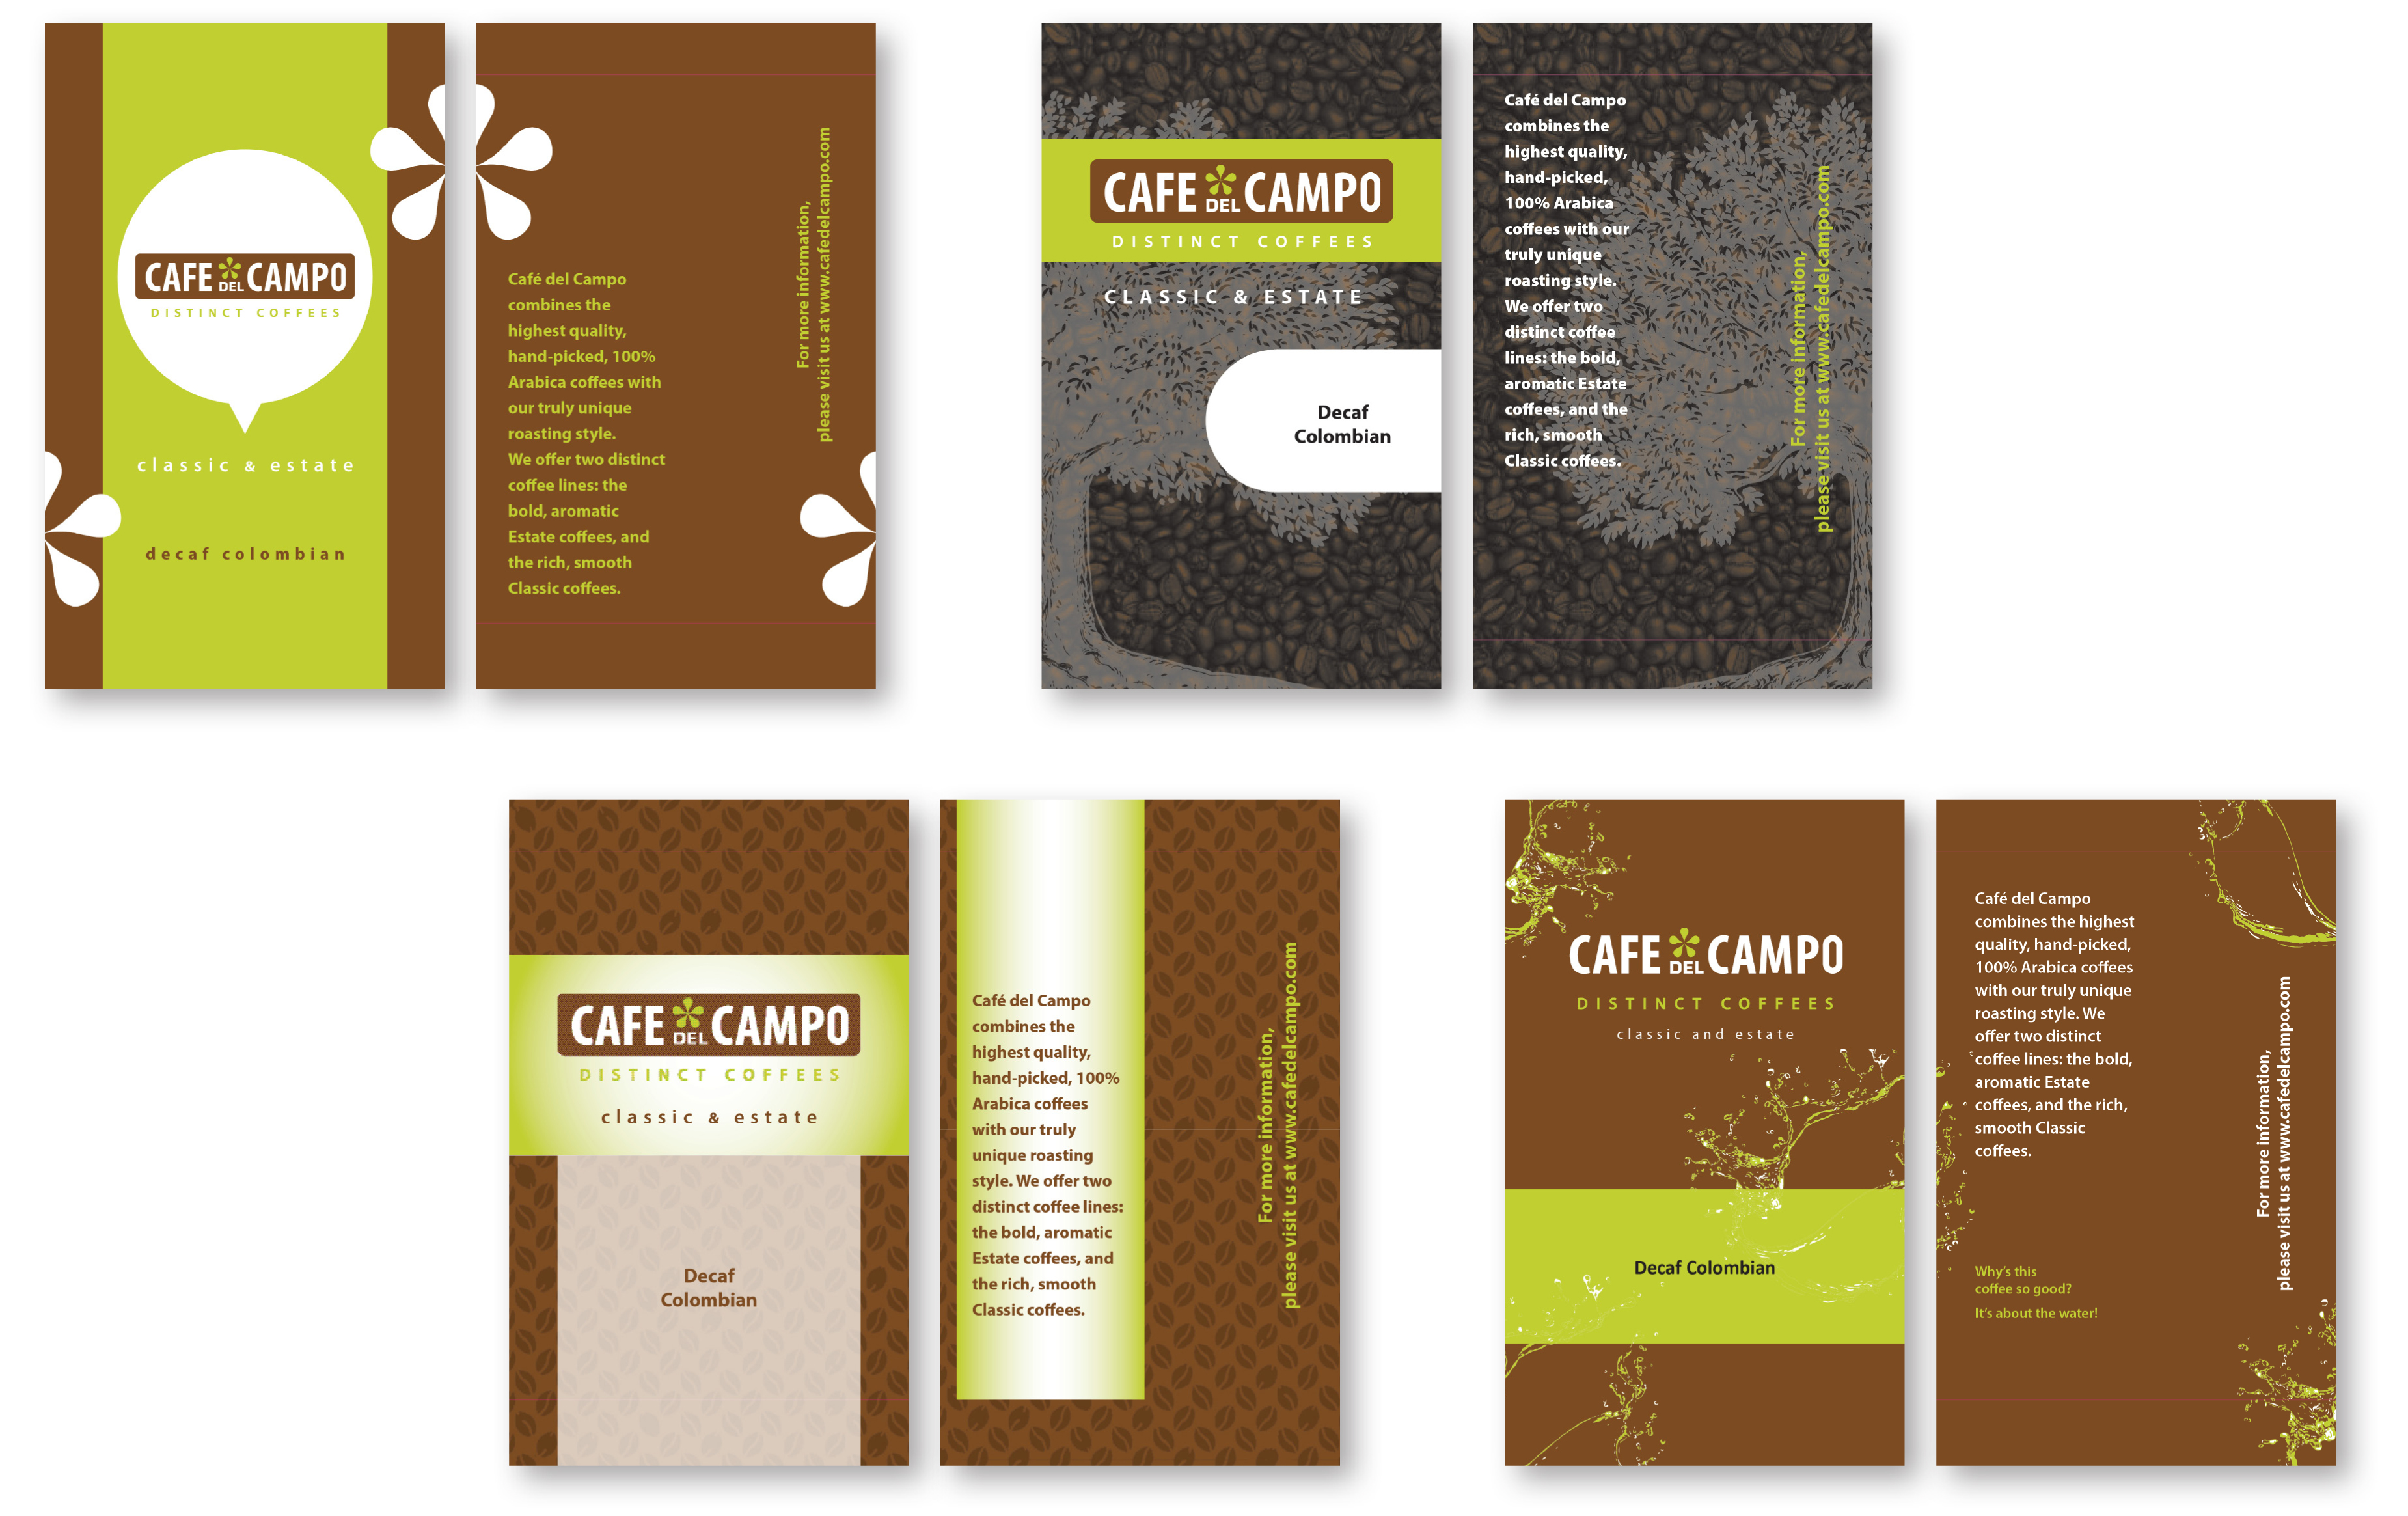 CAFE DEL CAMPO
DISTINCT COFFEES
classic & estate
decaf colombian
Café del Campo
combines the
highest quality,
hand-picked, 100%
Arabica coffees with
our truly unique
roasting style.
We offer two distinct
coffee lines: the
bold, aromatic
Estate coffees, and
the rich, smooth
Classic coffees.
For more information,
please visit us at www.cafedelcampo.com
CAFE DEL CAMPO
DISTINCT COFFEES
CLASSIC & ESTATE
Decaf
Colombian
Café del Campo
combines the
highest quality,
hand-picked,
100% Arabica
coffees with our
truly unique
roasting style.
We offer two
distinct coffee
lines: the bold,
aromatic Estate
coffees, and the
rich, smooth
Classic coffees.
For more information,
please visit us at www.cafedelcampo.com
CAFE DEL CAMPO
DISTINCT COFFEES
classic & estate
Decaf
Colombian
Café del Campo
combines the
highest quality,
hand-picked, 100%
Arabica coffees
with our truly
unique roasting
style. We offer two
distinct coffee lines:
the bold, aromatic
Estate coffees, and
the rich, smooth
Classic coffees.
For more information,
please visit us at www.cafedelcampo.com
CAFE DEL CAMPO
DISTINCT COFFEES
classic and estate
Decaf Colombian
Café del Campo
combines the highest
quality, hand-picked,
100% Arabica coffees
with our truly unique
roasting style. We
offer two distinct
coffee lines: the bold,
aromatic Estate
coffees, and the rich,
smooth Classic
coffees.
Why's this
coffee so good?
It's about the water!
For more information,
please visit us at www.cafedelcampo.com